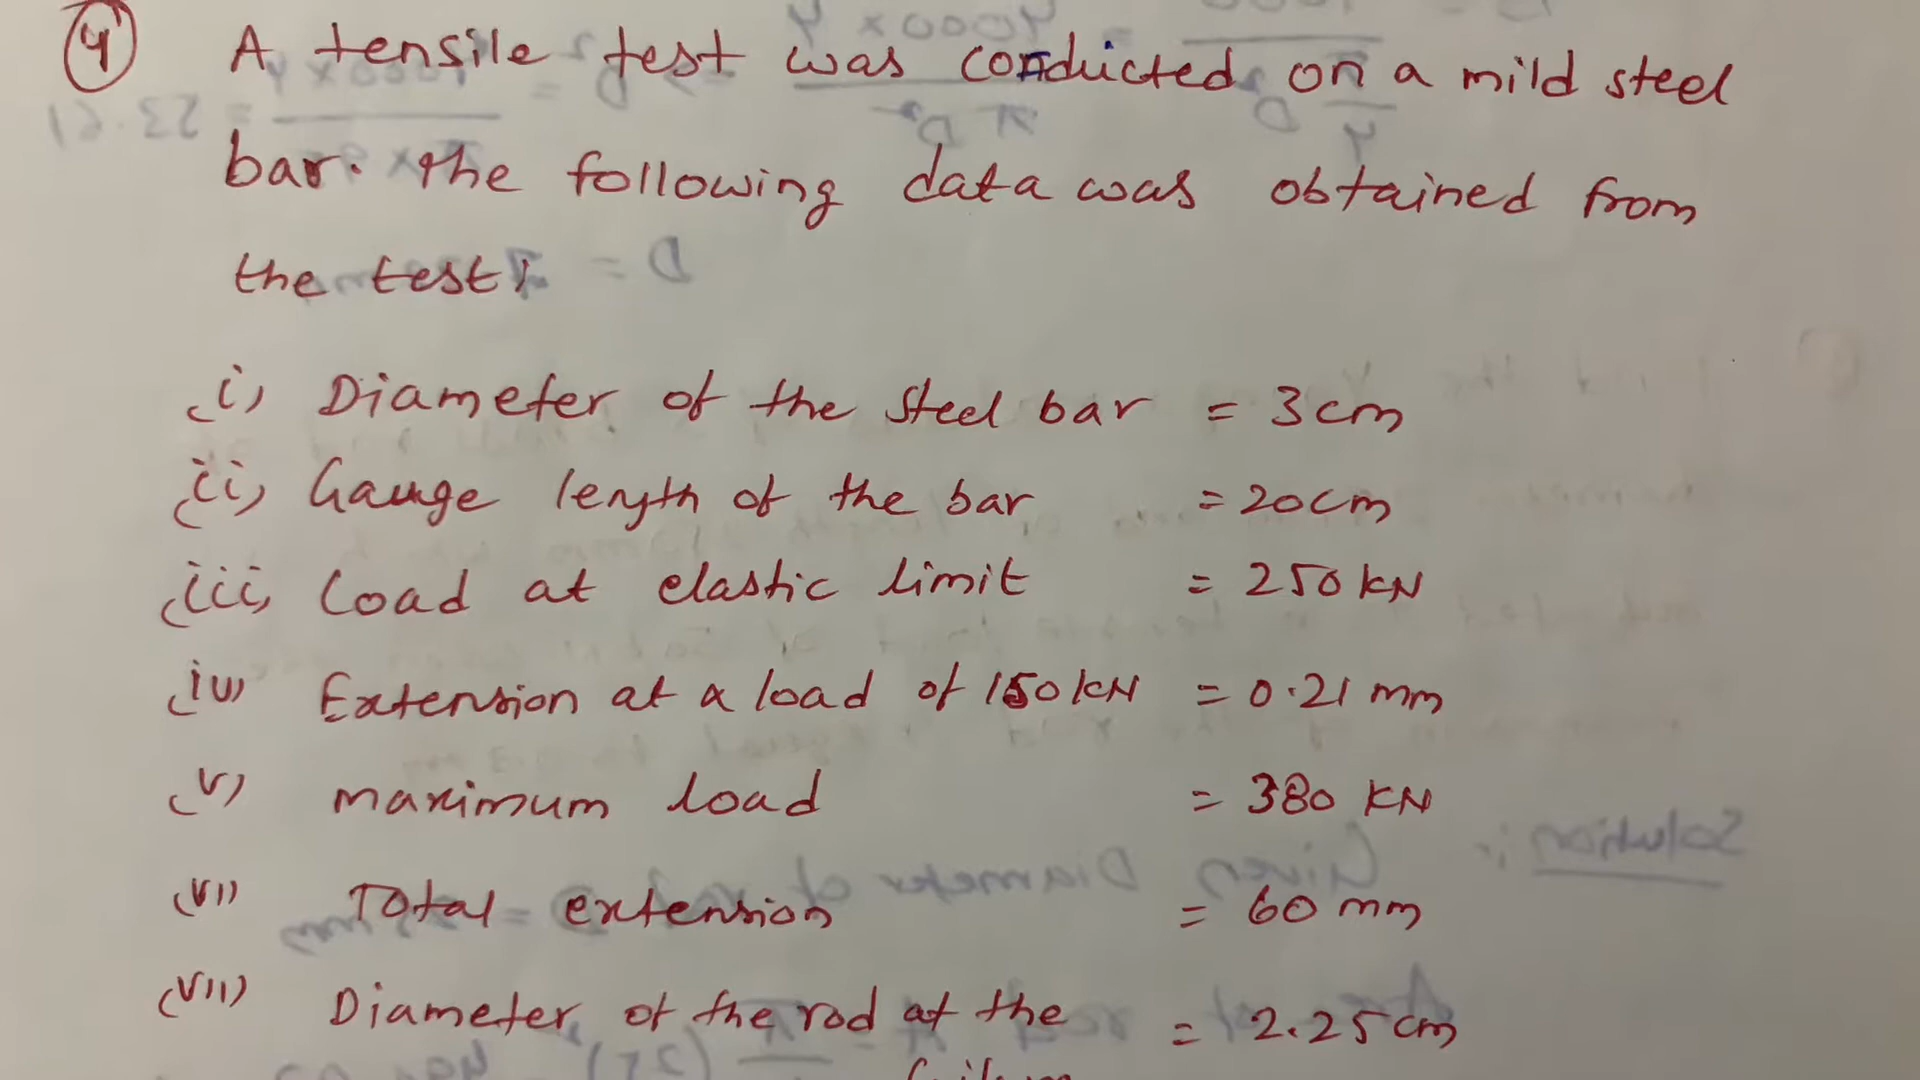 4 A tensile test was conducted on a mild steel
bar. The following data was obtained from
the test:
(i) Diameter of the steel bar = 3cm
(ii) Gauge length of the bar = 20cm
(iii) Load at elastic limit = 250 kN
(iv) Extension at a load of 150 kN = 0.21 mm
(v) maximum load = 380 KN
(VI) Total extension = 60 mm
(VII) Diameter of the rod at the = 2.25 cm